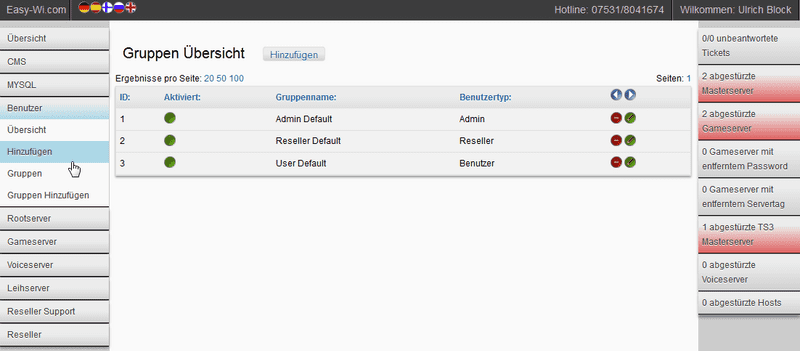 Easy-Wi.com
Hotline: 07531/8041674
Wilkommen: Ulrich Block
Übersicht
CMS
MYSQL
Benutzer
Übersicht
Hinzufügen
Gruppen
Gruppen Hinzufügen
Rootserver
Gameserver
Voiceserver
Leihserver
Reseller Support
Reseller
Gruppen Übersicht
Hinzufügen
Ergebnisse pro Seite: 20 50 100
Seiten: 1
ID: Aktiviert: Gruppenname: Benutzertyp:
1 Admin Default Admin
2 Reseller Default Reseller
3 User Default Benutzer
0/0 unbeantwortete
Tickets
2 abgestürzte
Masterserver
2 abgestürzte
Gameserver
0 Gameserver mit
entferntem Password
0 Gameserver mit
entferntem Servertag
1 abgestürzte TS3
Masterserver
0 abgestürzte
Voiceserver
0 abgestürzte Hosts